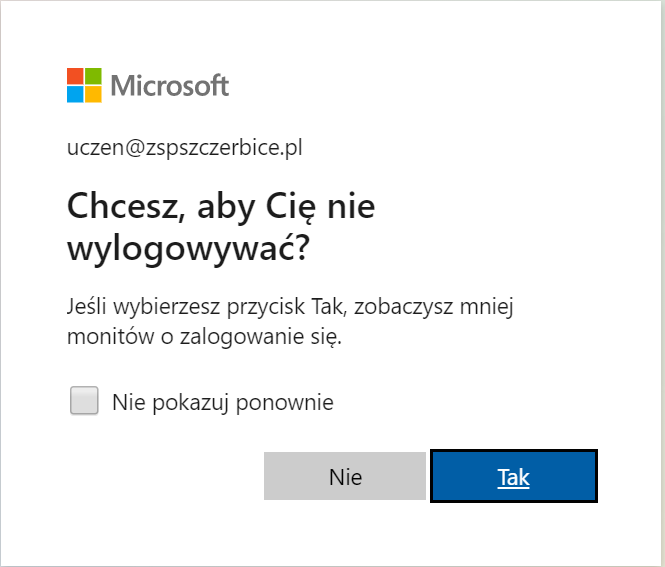 Microsoft
uczen@zspszczerbice.pl
Chcesz, aby Cię nie
wylogowywać?
Jeśli wybierzesz przycisk Tak, zobaczysz mniej
monitów o zalogowanie się.
Nie pokazuj ponownie
Nie
Tak